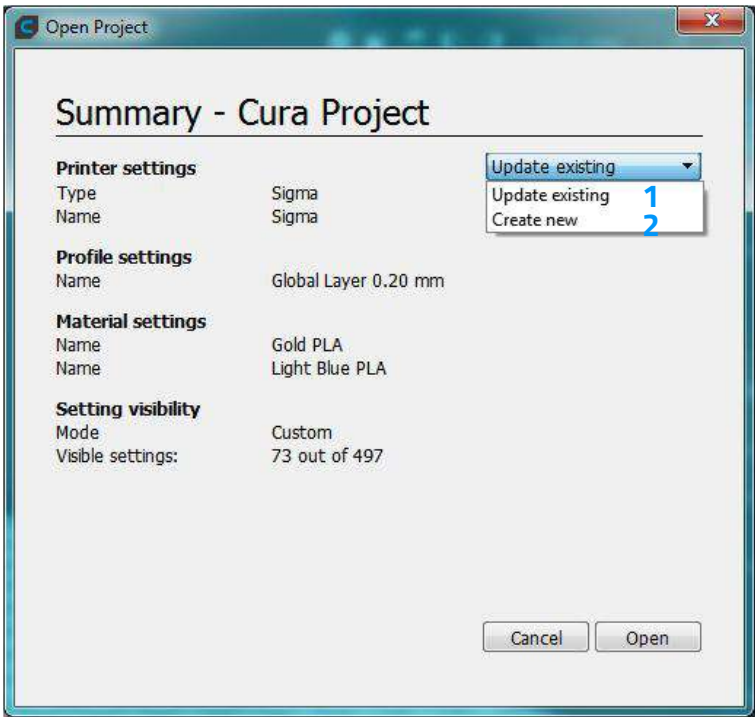 Open Project
Summary - Cura Project
Printer settings Update existing
Type Sigma Update existing 1
Name Sigma Create new 2
Profile settings
Name Global Layer 0.20 mm
Material settings
Name Gold PLA
Name Light Blue PLA
Setting visibility
Mode Custom
Visible settings: 73 out of 497
Cancel Open